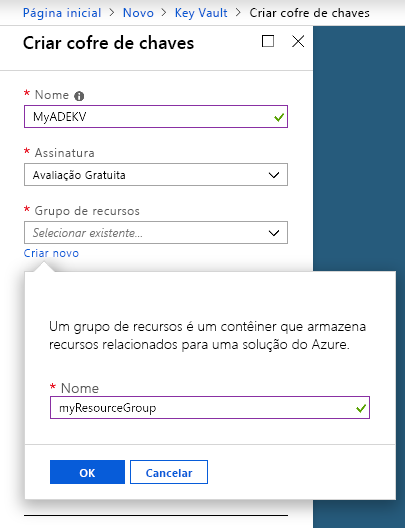 Página inicial > Novo > Key Vault > Criar cofre de chaves
Criar cofre de chaves
* Nome
MyADEKV
* Assinatura
Avaliação Gratuita
* Grupo de recursos
Selecionar existente...
Criar novo
Um grupo de recursos é um contêiner que armazena
recursos relacionados para uma solução do Azure.
* Nome
myResourceGroup
OK Cancelar